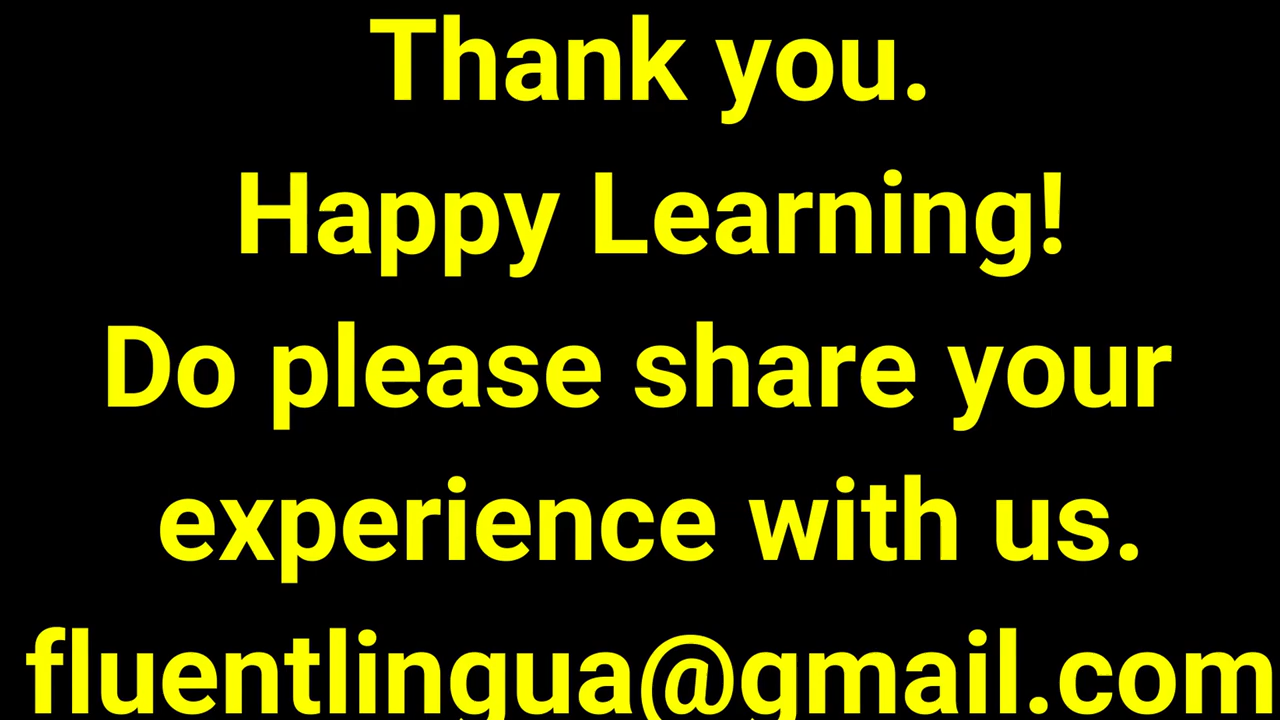 Thank you.
Happy Learning!
Do please share your
experience with us.
fluentlingua@gmail.com